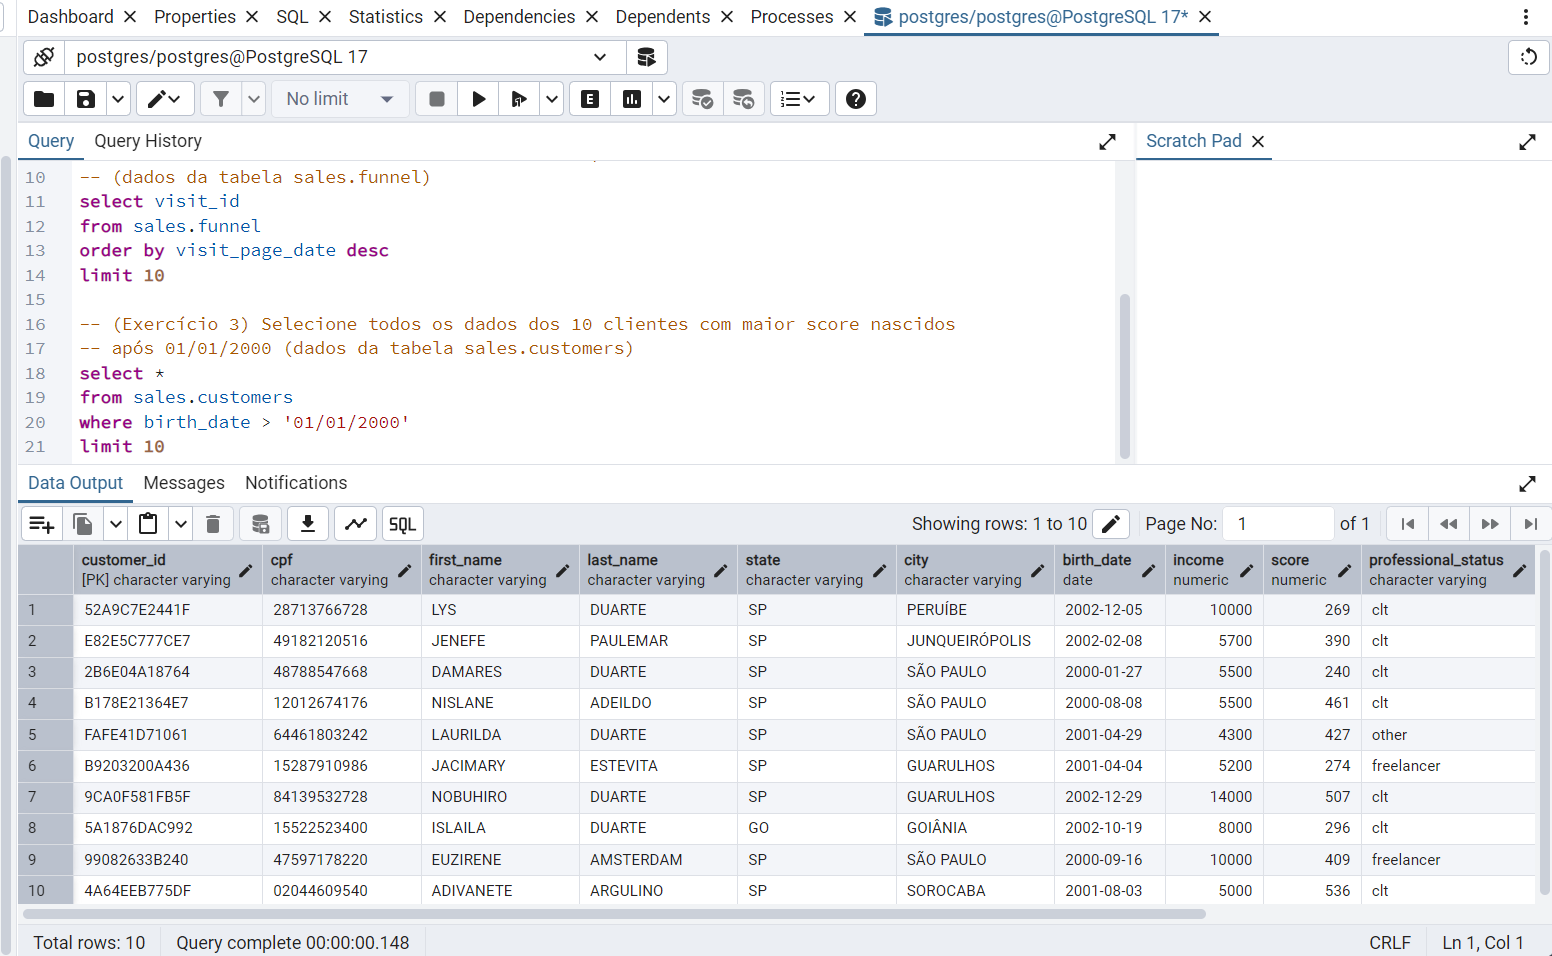 Dashboard Properties SQL Statistics Dependencies Dependents Processes postgres/postgres@PostgreSQL 17*
postgres/postgres@PostgreSQL 17
No limit
Query Query History
Scratch Pad
10 -- (dados da tabela sales.funnel)
11 select visit_id
12 from sales.funnel
13 order by visit_page_date desc
14 limit 10
15
16 -- (Exercício 3) Selecione todos os dados dos 10 clientes com maior score nascidos
17 -- após 01/01/2000 (dados da tabela sales.customers)
18 select *
19 from sales.customers
20 where birth_date > '01/01/2000'
21 limit 10
Data Output Messages Notifications
SQL Showing rows: 1 to 10 Page No: 1 of 1
customer_id cpf first_name last_name state city birth_date income score professional_status
[PK] character varying character varying character varying character varying character varying character varying date numeric numeric character varying
1 52A9C7E2441F 28713766728 LYS DUARTE SP PERUÍBE 2002-12-05 10000 269 clt
2 E82E5C777CE7 49182120516 JENEFE PAULEMAR SP JUNQUEIRÓPOLIS 2002-02-08 5700 390 clt
3 2B6E04A18764 48788547668 DAMARES DUARTE SP SÃO PAULO 2000-01-27 5500 240 clt
4 B178E21364E7 12012674176 NISLANE ADEILDO SP SÃO PAULO 2000-08-08 5500 461 clt
5 FAFE41D71061 64461803242 LAURILDA DUARTE SP SÃO PAULO 2001-04-29 4300 427 other
6 B9203200A436 15287910986 JACIMARY ESTEVITA SP GUARULHOS 2001-04-04 5200 274 freelancer
7 9CA0F581FB5F 84139532728 NOBUHIRO DUARTE SP GUARULHOS 2002-12-29 14000 507 clt
8 5A1876DAC992 15522523400 ISLAILA DUARTE GO GOIÂNIA 2002-10-19 8000 296 clt
9 99082633B240 47597178220 EUZIRENE AMSTERDAM SP SÃO PAULO 2000-09-16 10000 409 freelancer
10 4A64EEB775DF 02044609540 ADIVANETE ARGULINO SP SOROCABA 2001-08-03 5000 536 clt
Total rows: 10 Query complete 00:00:00.148 CRLF Ln 1, Col 1